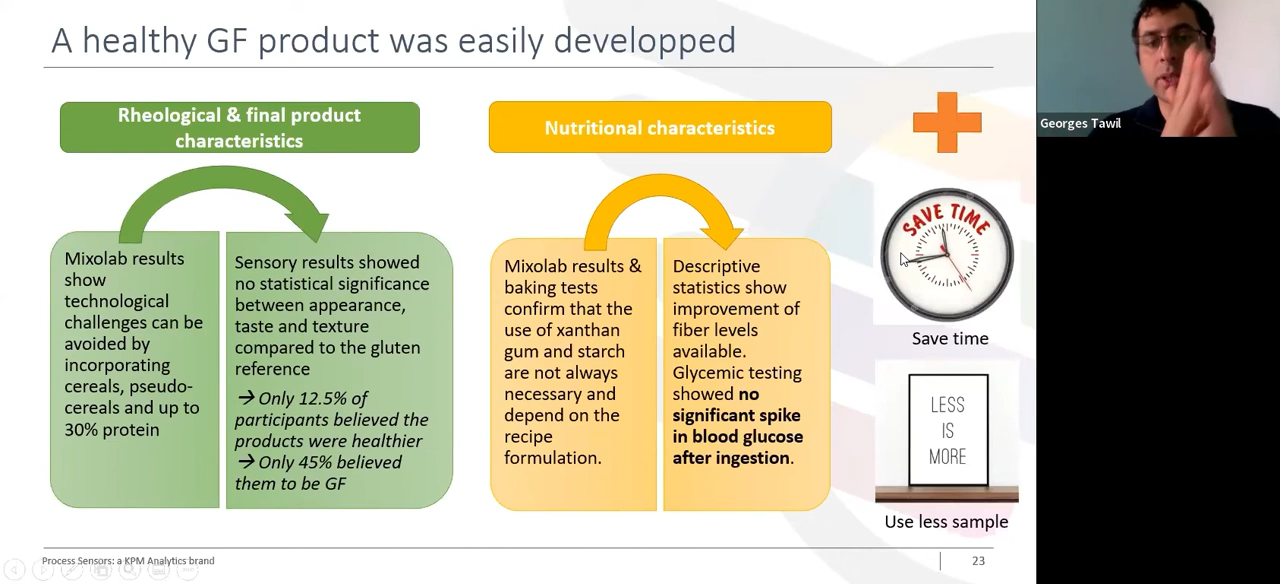 A healthy GF product was easily developped
Georges Tawil
Rheological & final product
characteristics
Mixolab results
show
technological
challenges can be
avoided by
incorporating
cereals, pseudo-
cereals and up to
30% protein
Sensory results showed
no statistical significance
between appearance,
taste and texture
compared to the gluten
reference
→ Only 12.5% of
participants believed the
products were healthier
→ Only 45% believed
them to be GF
Nutritional characteristics
Mixolab results &
baking tests
confirm that the
use of xanthan
gum and starch
are not always
necessary and
depend on the
recipe
formulation.
Descriptive
statistics show
improvement of
fiber levels
available.
Glycemic testing
showed no
significant spike
in blood glucose
after ingestion.
SAVE TIME
Save time
LESS
IS
MORE
Use less sample
Process Sensors: a KPM Analytics brand
23